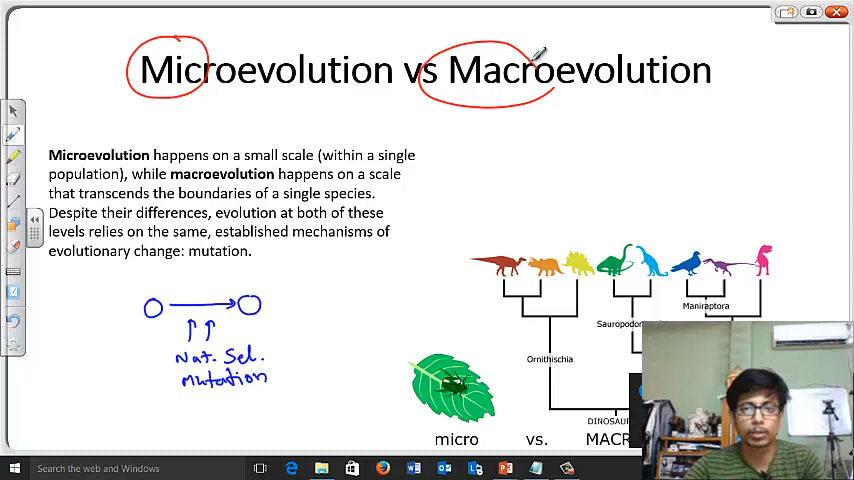 Microevolution vs Macroevolution
Microevolution happens on a small scale (within a single
population), while macroevolution happens on a scale
that transcends the boundaries of a single species.
Despite their differences, evolution at both of these
levels relies on the same, established mechanisms of
evolutionary change: mutation.
Nat. Sel.
Mutation
Maniraptora
Ornithischia
micro vs.
Search the web and Windows